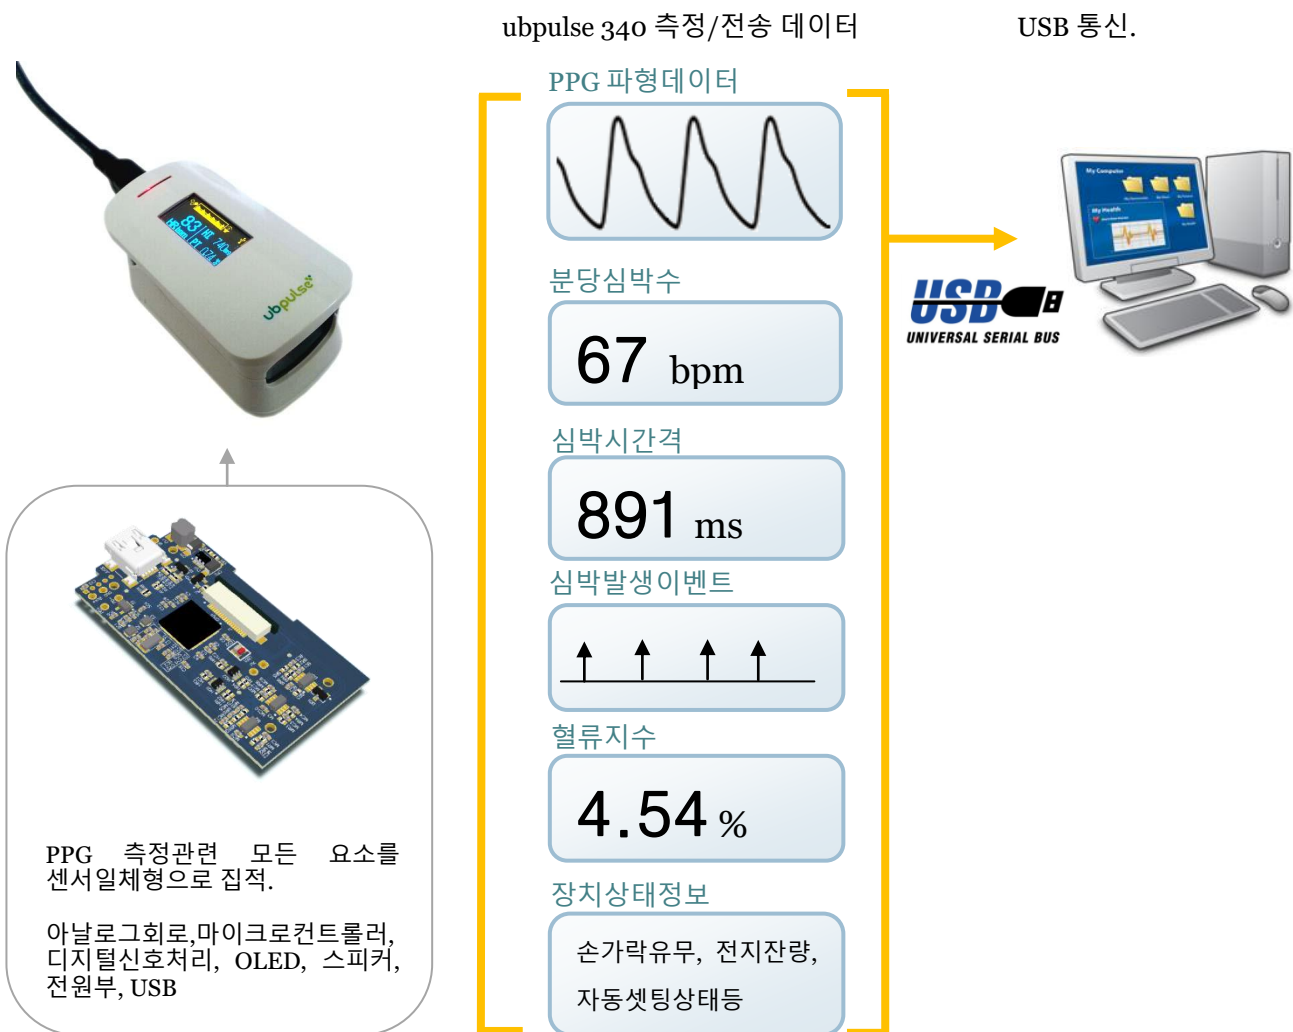 ubpulse 340 측정/전송 데이터
USB 통신.
PPG 파형데이터
분당심박수
67 bpm
심박시간격
891 ms
심박발생이벤트
혈류지수
4.54 %
장치상태정보
손가락유무, 전지잔량,
자동셋팅상태등
ubpulse
83
My Computer
My Health
USB
UNIVERSAL SERIAL BUS
PPG 측정관련 모든 요소를
센서일체형으로 집적.
아날로그회로,마이크로컨트롤러,
디지털신호처리, OLED, 스피커,
전원부, USB